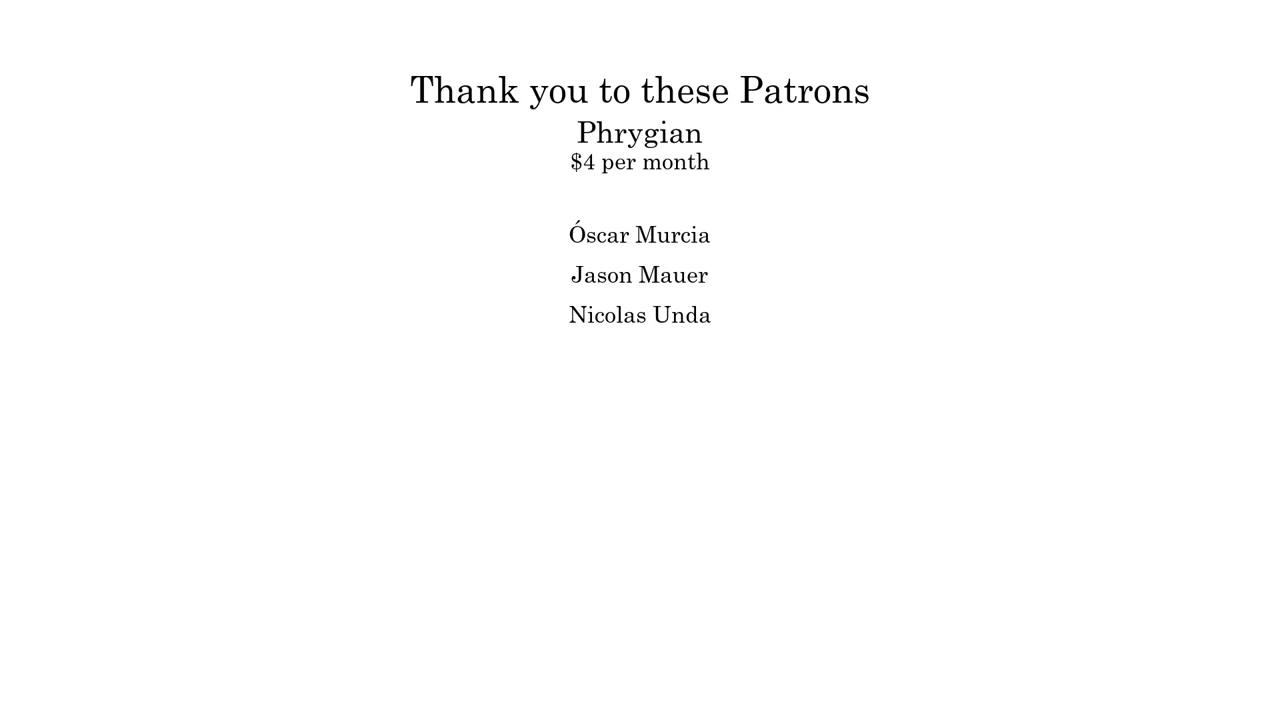 Thank you to these Patrons
Phrygian
$4 per month
Óscar Murcia
Jason Mauer
Nicolas Unda